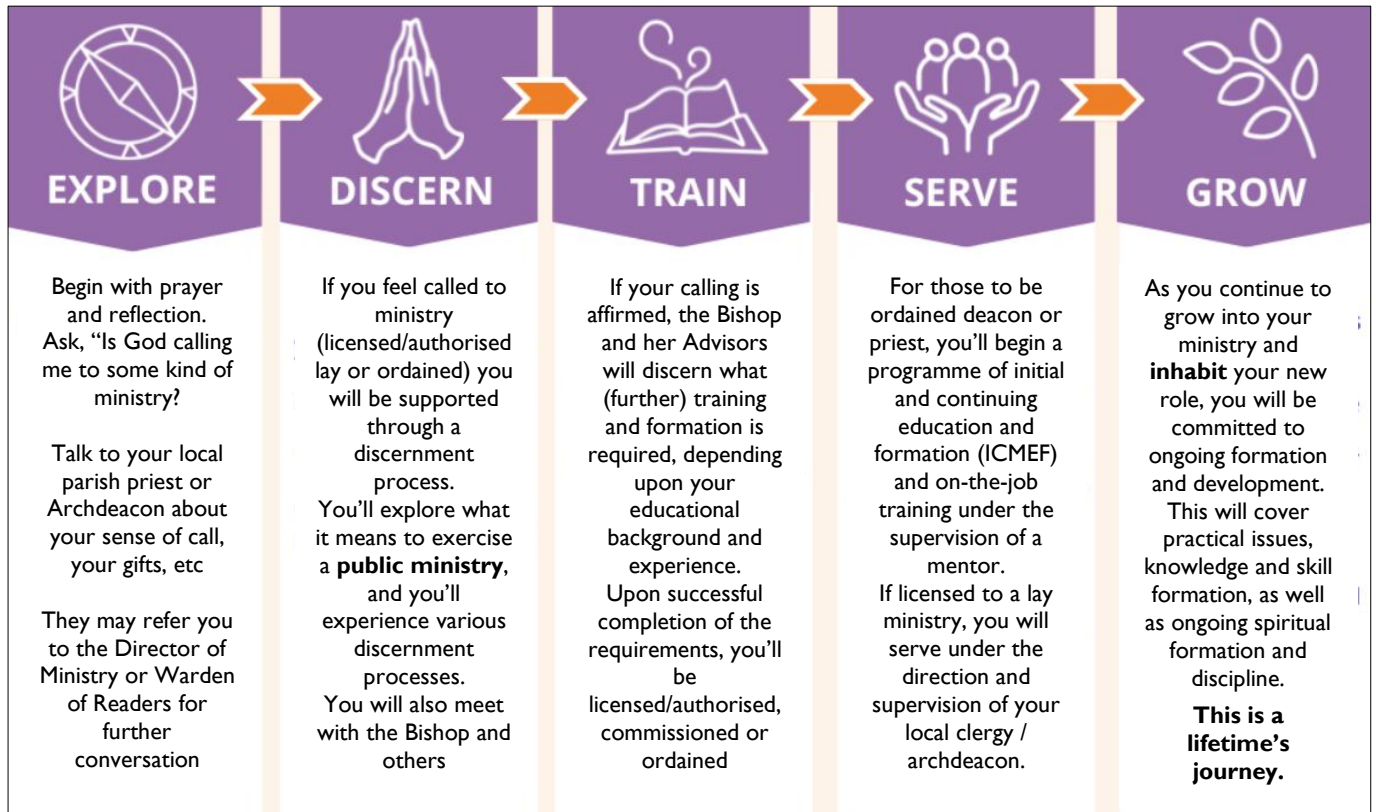 EXPLORE
Begin with prayer
and reflection.
Ask, “Is God calling
me to some kind of
ministry?
Talk to your local
parish priest or
Archdeacon about
your sense of call,
your gifts, etc
They may refer you
to the Director of
Ministry or Warden
of Readers for
further
conversation
DISCERN
If you feel called to
ministry
(licensed/authorised
lay or ordained) you
will be supported
through a
discernment
process.
You’ll explore what
it means to exercise
a public ministry,
and you’ll
experience various
discernment
processes.
You will also meet
with the Bishop and
others
TRAIN
If your calling is
affirmed, the Bishop
and her Advisors
will discern what
(further) training
and formation is
required, depending
upon your
educational
background and
experience.
Upon successful
completion of the
requirements, you’ll
be
licensed/authorised,
commissioned or
ordained
SERVE
For those to be
ordained deacon or
priest, you’ll begin a
programme of initial
and continuing
education and
formation (ICMEF)
and on-the-job
training under the
supervision of a
mentor.
If licensed to a lay
ministry, you will
serve under the
direction and
supervision of your
local clergy /
archdeacon.
GROW
As you continue to
grow into your
ministry and
inhabit your new
role, you will be
committed to
ongoing formation
and development.
This will cover
practical issues,
knowledge and skill
formation, as well
as ongoing spiritual
formation and
discipline.
This is a
lifetime’s
journey.